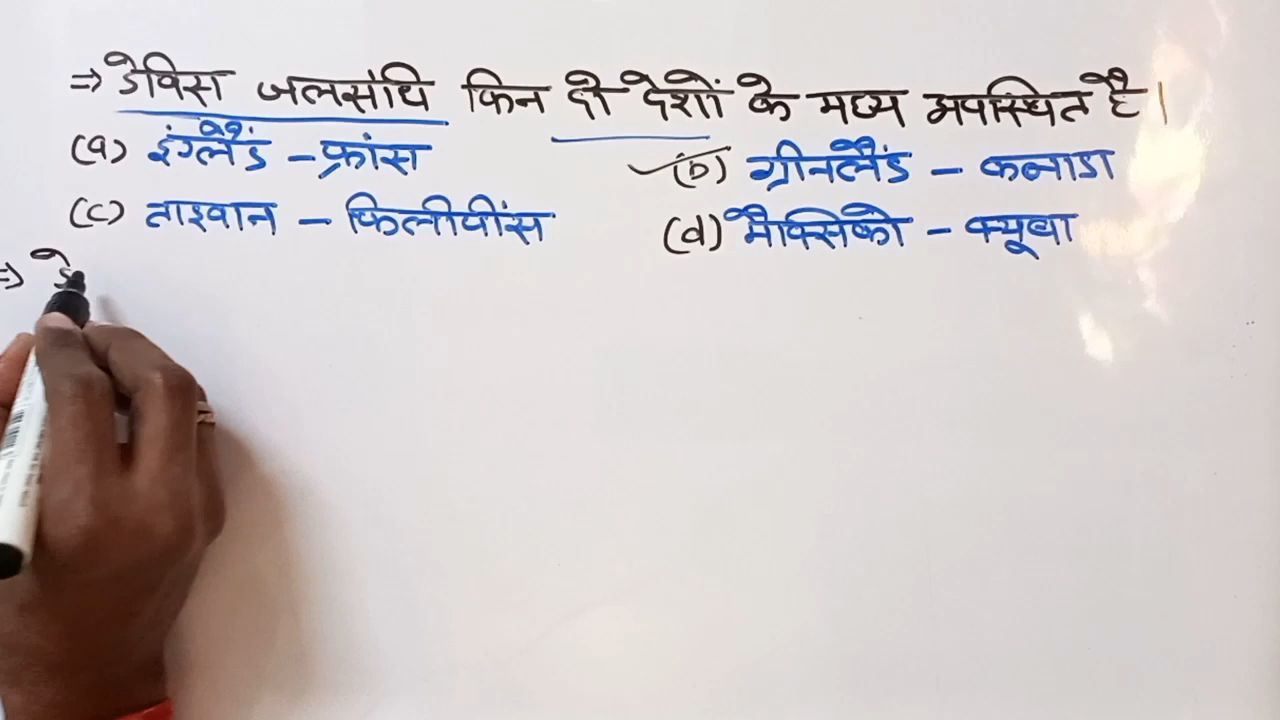 ⇒ डेविस जलसंधि किन दो देशों के मध्य अवस्थित है।
(a) इंग्लैंड – फ्रांस (b) ग्रीनलैंड – कनाडा
(c) ताइवान – फिलीपींस (d) मैक्सिको – क्यूबा
⇒ डे